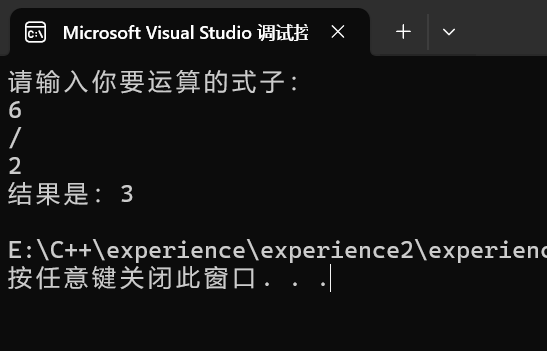 Microsoft Visual Studio 调试控
请输入你要运算的式子:
6
/
2
结果是: 3
E:\C++\experience\experience2\experienc
按任意键关闭此窗口. . .